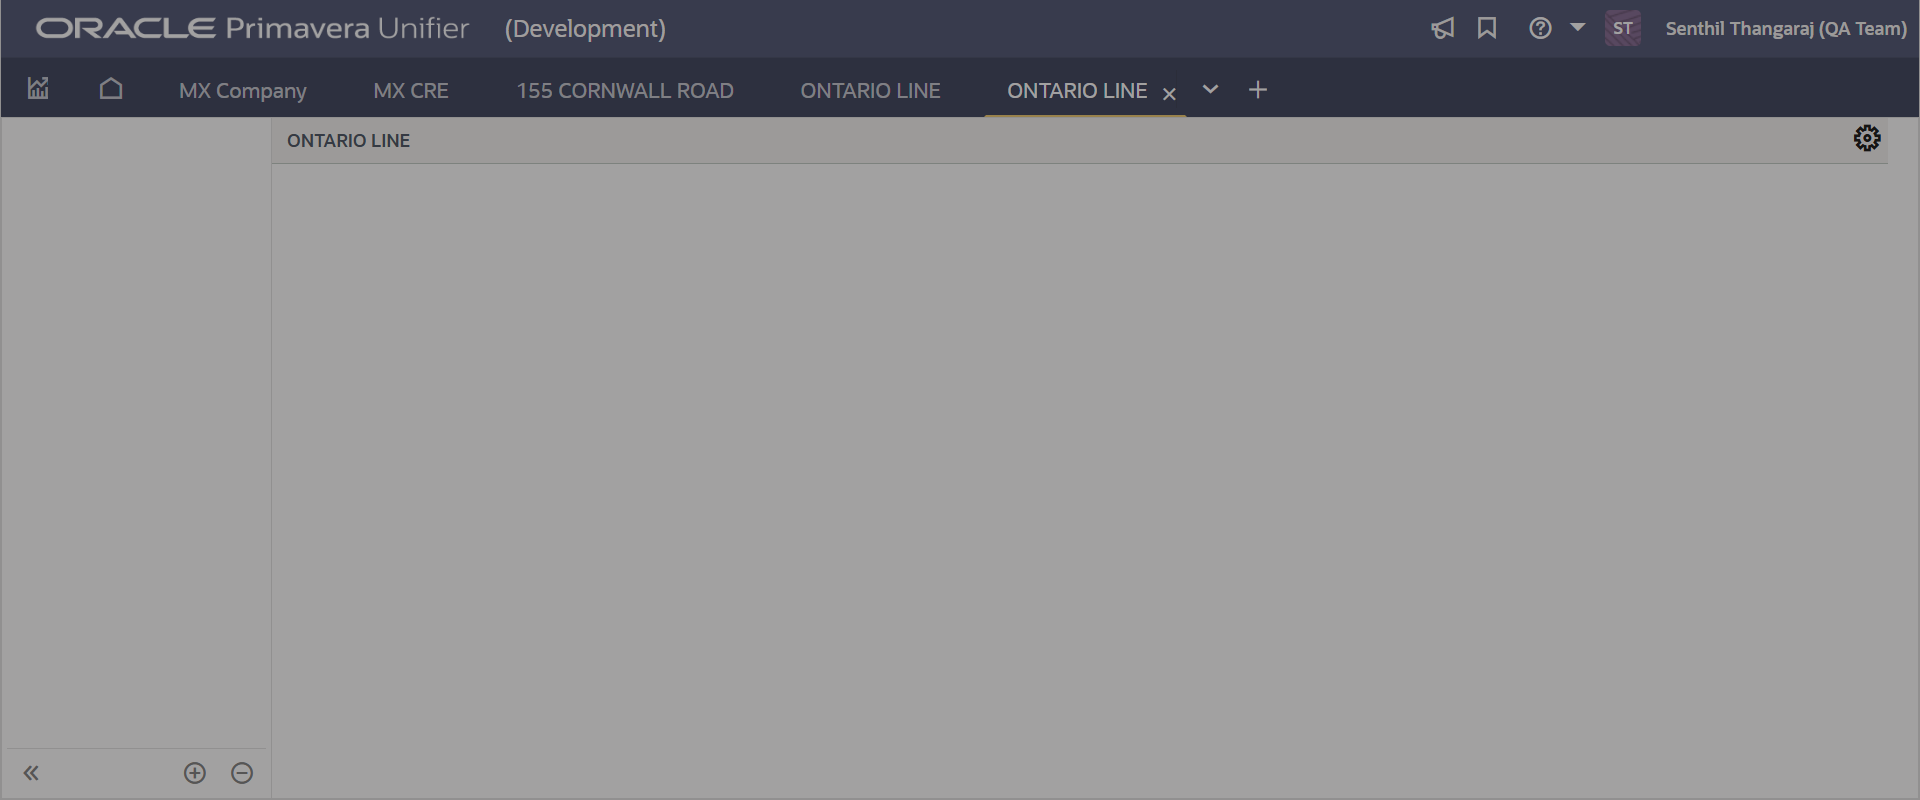 ORACLE Primavera Unifier (Development) ST Senthil Thangaraj (QA Team)
MX Company MX CRE 155 CORNWALL ROAD ONTARIO LINE ONTARIO LINE
ONTARIO LINE